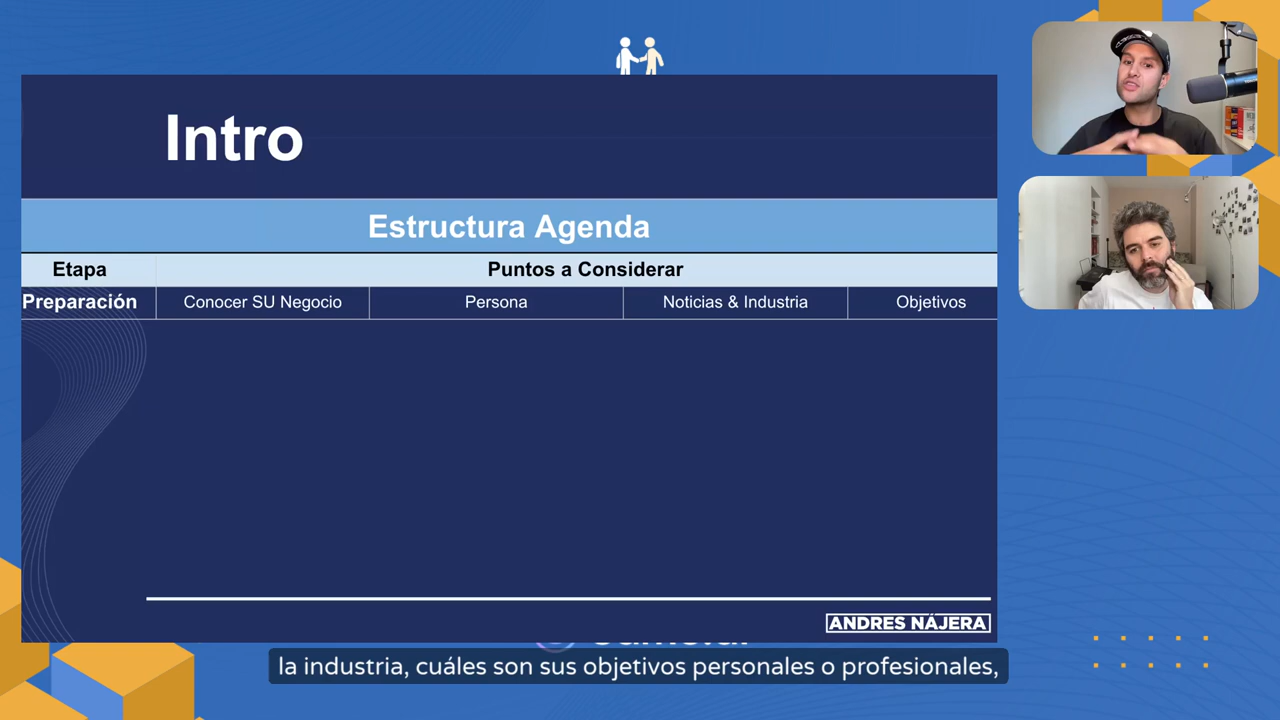 Intro
Estructura Agenda
Etapa Puntos a Considerar
Preparación Conocer SU Negocio Persona Noticias & Industria Objetivos
ANDRES NÁJERA
la industria, cuáles son sus objetivos personales o profesionales,